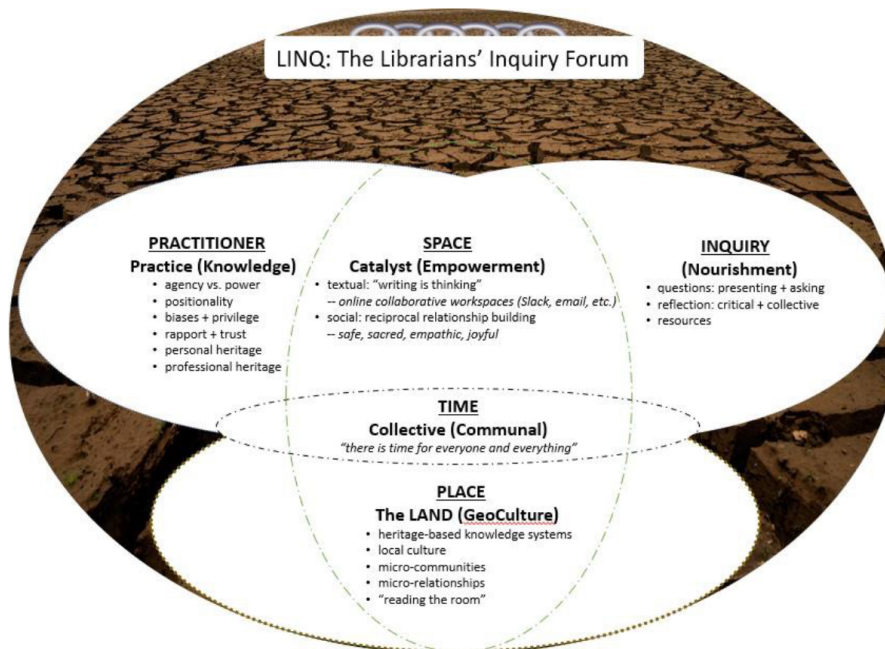 LINQ: The Librarians' Inquiry Forum
PRACTITIONER
Practice (Knowledge)
• agency vs. power
• positionality
• biases + privilege
• rapport + trust
• personal heritage
• professional heritage
SPACE
Catalyst (Empowerment)
• textual: “writing is thinking”
-- online collaborative workspaces (Slack, email, etc.)
• social: reciprocal relationship building
-- safe, sacred, empathic, joyful
INQUIRY
(Nourishment)
• questions: presenting + asking
• reflection: critical + collective
• resources
TIME
Collective (Communal)
“there is time for everyone and everything”
PLACE
The LAND (GeoCulture)
• heritage-based knowledge systems
• local culture
• micro-communities
• micro-relationships
• “reading the room”